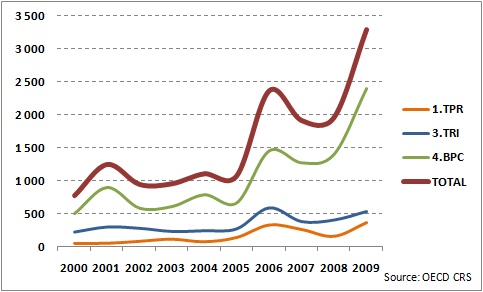 3 500
3 000
2 500
2 000
1 500
1 000
500
0
2000 2001 2002 2003 2004 2005 2006 2007 2008 2009
1.TPR
3.TRI
4.BPC
TOTAL
Source: OECD CRS